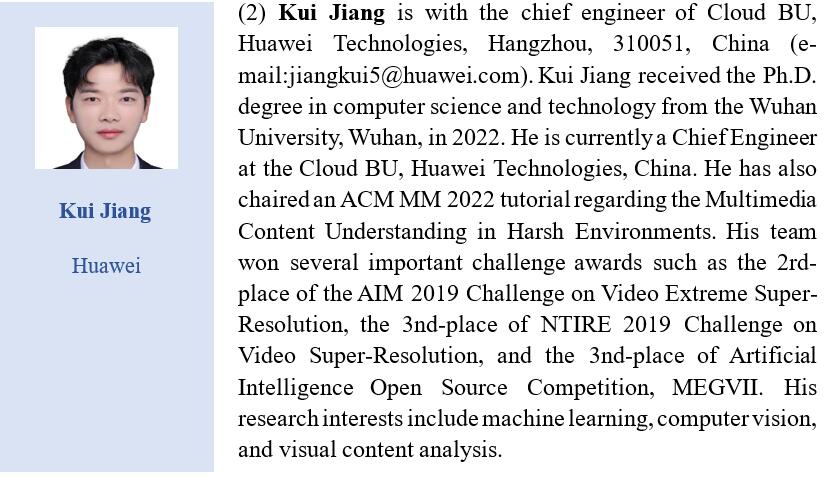 Kui Jiang
Huawei
(2) Kui Jiang is with the chief engineer of Cloud BU,
Huawei Technologies, Hangzhou, 310051, China (e-
mail:jiangkui5@huawei.com). Kui Jiang received the Ph.D.
degree in computer science and technology from the Wuhan
University, Wuhan, in 2022. He is currently a Chief Engineer
at the Cloud BU, Huawei Technologies, China. He has also
chaired an ACM MM 2022 tutorial regarding the Multimedia
Content Understanding in Harsh Environments. His team
won several important challenge awards such as the 2rd-
place of the AIM 2019 Challenge on Video Extreme Super-
Resolution, the 3nd-place of NTIRE 2019 Challenge on
Video Super-Resolution, and the 3nd-place of Artificial
Intelligence Open Source Competition, MEGVII. His
research interests include machine learning, computer vision,
and visual content analysis.